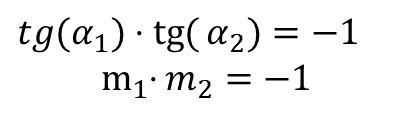 tg(α₁) · tg( α₂) = −1
m₁· m₂ = −1